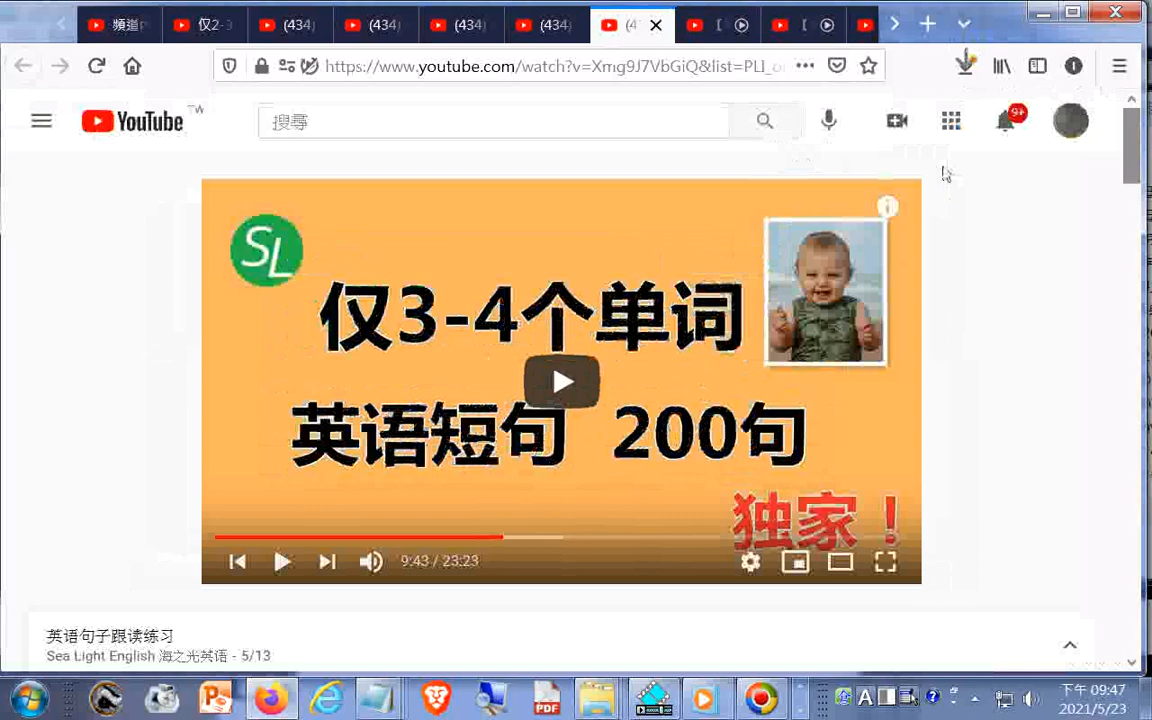 頻道
仅2-3
(434)
(434)
(434)
(434)
(4
https://www.youtube.com/watch?v=Xmg9J7VbGiQ&list=PLI_o
YouTube TW
搜尋
9+
SL
仅3-4个单词
英语短句 200句
独家！
9:43 / 23:23
英语句子跟读练习
Sea Light English 海之光英语 - 5/13
PDF
A
下午 09:47
2021/5/23